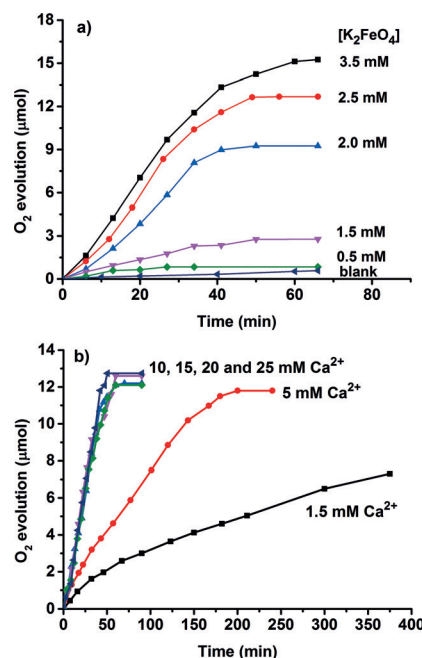 a)
[K₂FeO₄]
3.5 mM
2.5 mM
2.0 mM
1.5 mM
0.5 mM
blank
O₂ evolution (μmol)
15
12
9
6
3
0
0 20 40 60 80
Time (min)
b)
10, 15, 20 and 25 mM Ca²⁺
5 mM Ca²⁺
1.5 mM Ca²⁺
O₂ evolution (μmol)
14
12
10
8
6
4
2
0
0 50 100 150 200 250 300 350 400
Time (min)